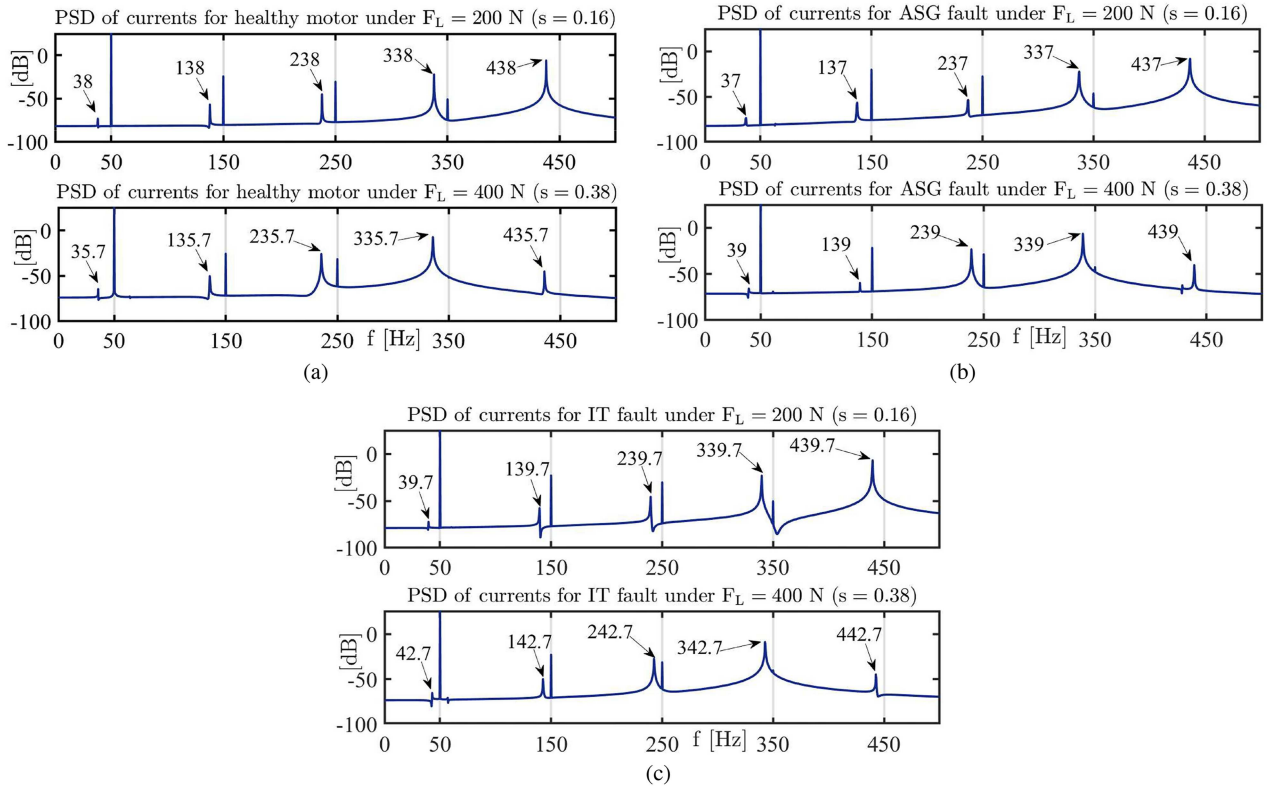 PSD of currents for healthy motor under F_L = 200 N (s = 0.16)
[dB]
0
-50
-100
38
138
238
338
438
0 50 150 250 350 450
PSD of currents for healthy motor under F_L = 400 N (s = 0.38)
[dB]
0
-50
-100
35.7
135.7
235.7
335.7
435.7
0 50 150 250 f [Hz] 350 450
(a)
PSD of currents for ASG fault under F_L = 200 N (s = 0.16)
[dB]
0
-50
-100
37
137
237
337
437
0 50 150 250 350 450
PSD of currents for ASG fault under F_L = 400 N (s = 0.38)
[dB]
0
-50
-100
39
139
239
339
439
0 50 150 250 f [Hz] 350 450
(b)
PSD of currents for IT fault under F_L = 200 N (s = 0.16)
[dB]
0
-50
-100
39.7
139.7
239.7
339.7
439.7
0 50 150 250 350 450
PSD of currents for IT fault under F_L = 400 N (s = 0.38)
[dB]
0
-50
-100
42.7
142.7
242.7
342.7
442.7
0 50 150 250 f [Hz] 350 450
(c)